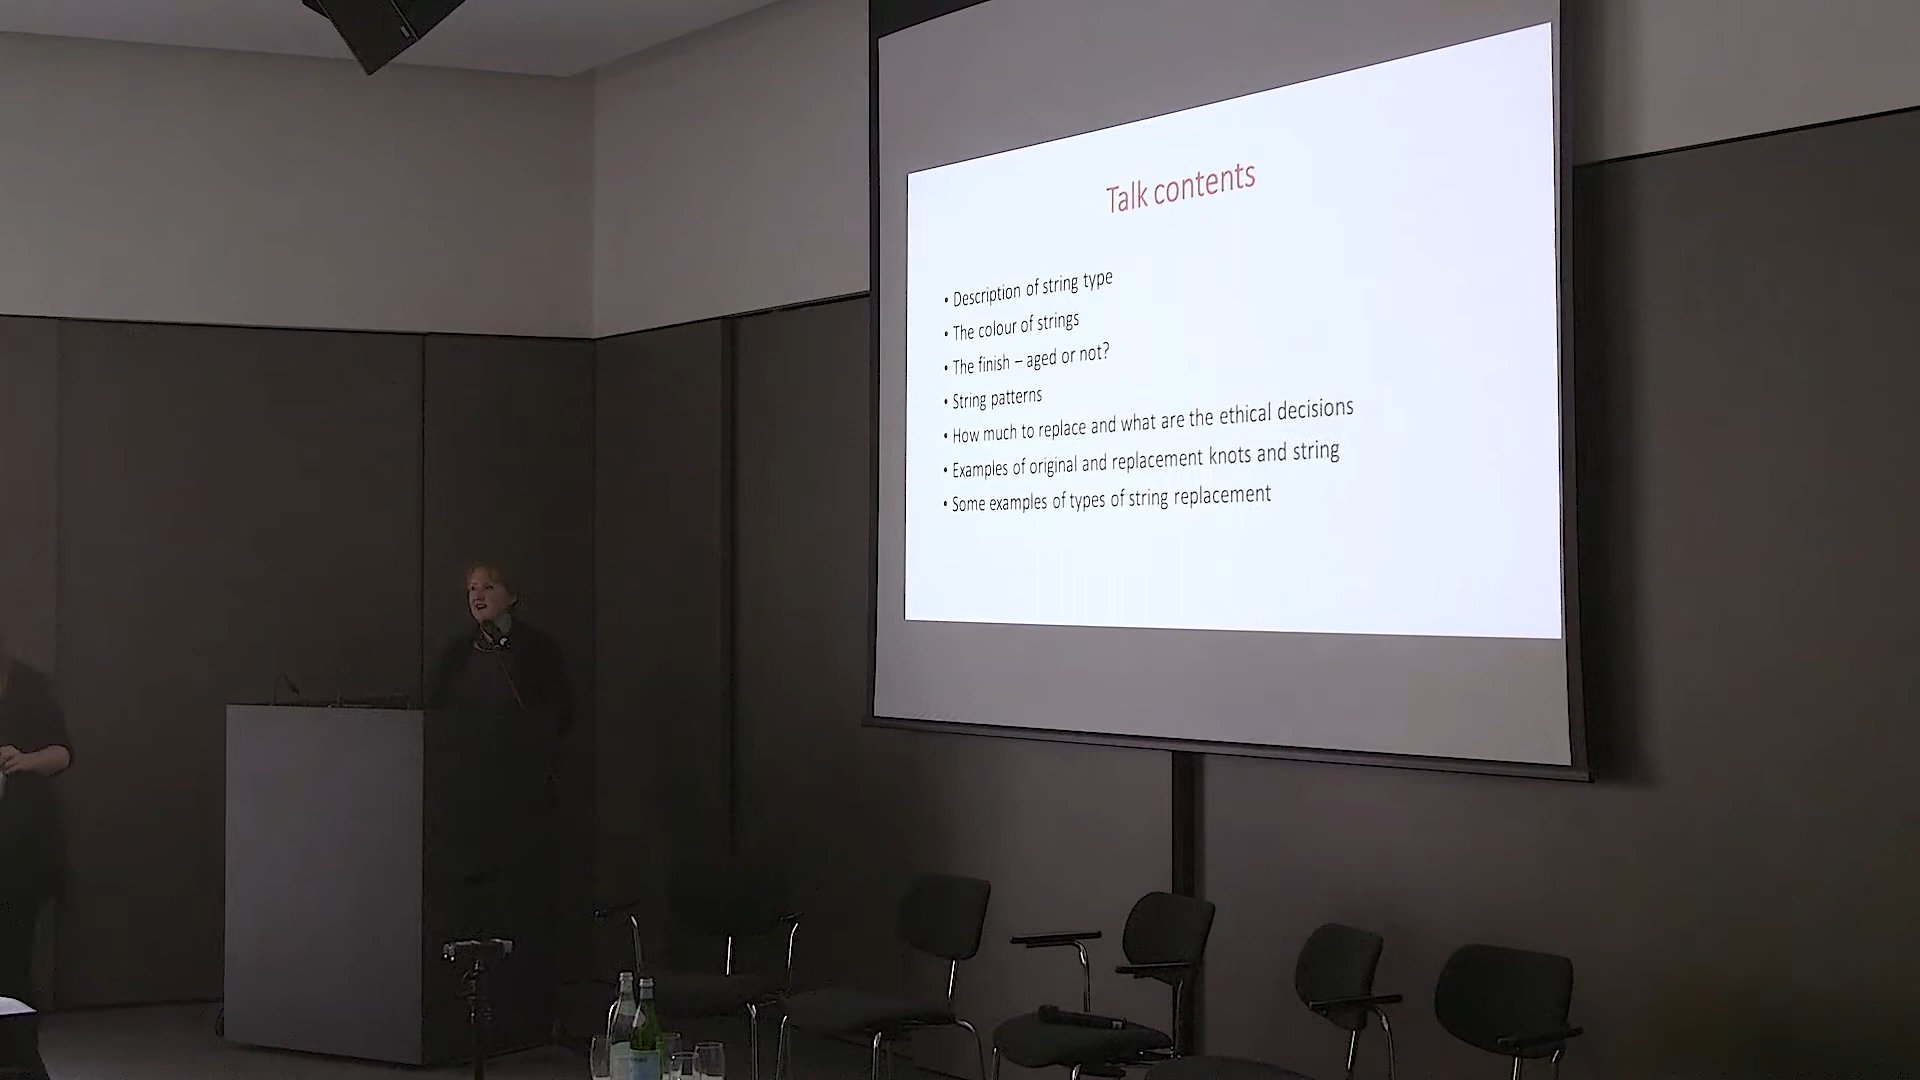 Talk contents
• Description of string type
• The colour of strings
• The finish – aged or not?
• String patterns
• How much to replace and what are the ethical decisions
• Examples of original and replacement knots and string
• Some examples of types of string replacement